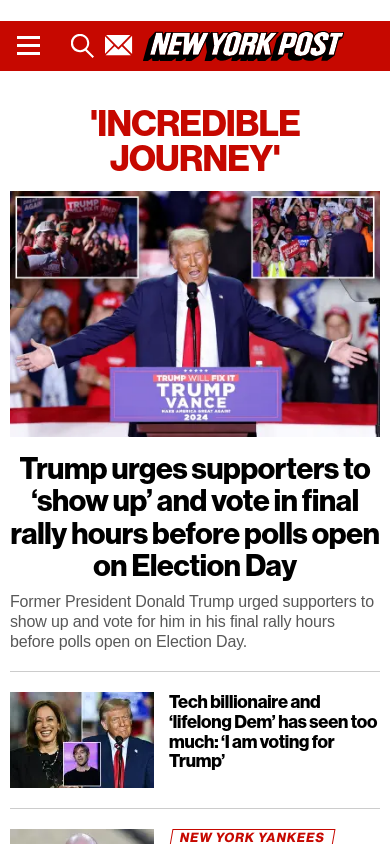 NEW YORK POST
'INCREDIBLE
JOURNEY'
TRUMP WILL FIX IT
TRUMP
VANCE
MAKE AMERICA GREAT AGAIN!
2024
Trump urges supporters to
‘show up’ and vote in final
rally hours before polls open
on Election Day
Former President Donald Trump urged supporters to
show up and vote for him in his final rally hours
before polls open on Election Day.
Tech billionaire and
‘lifelong Dem’ has seen too
much: ‘I am voting for
Trump’
NEW YORK YANKEES